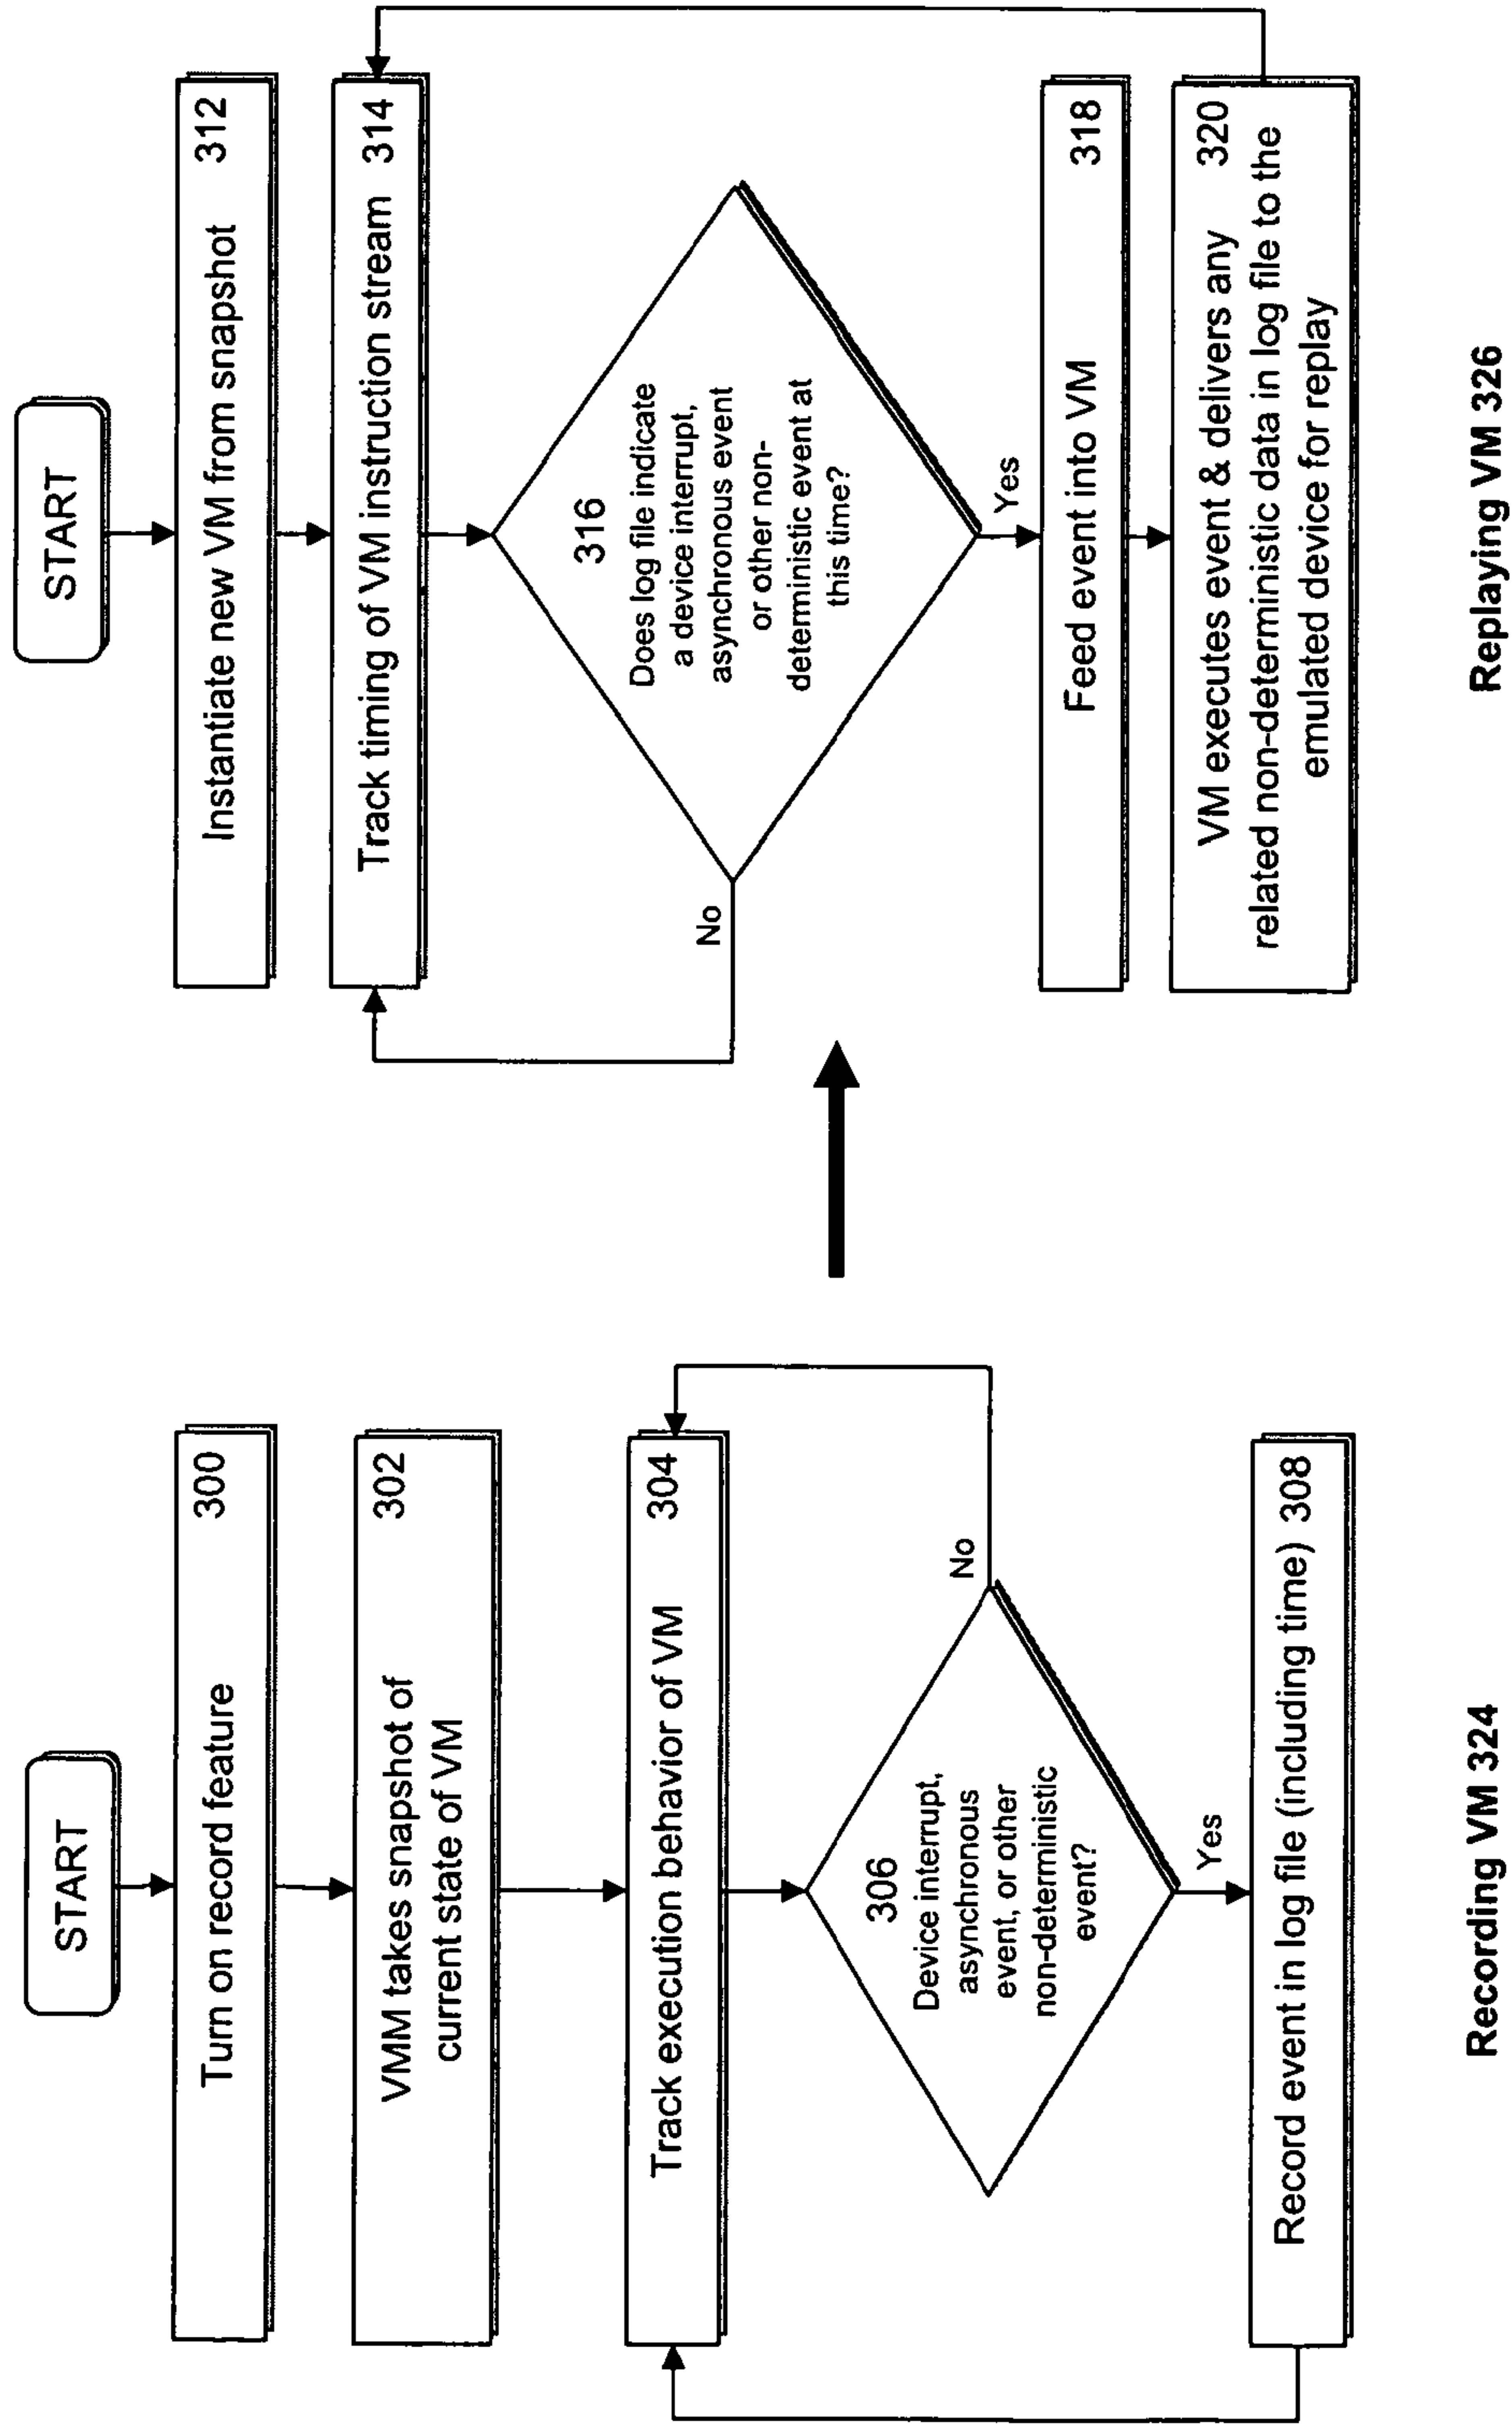 START
Turn on record feature 300
VMM takes snapshot of 302
current state of VM
Track execution behavior of VM 304
306
Device interrupt,
asynchronous
event, or other
non-deterministic
event?
No
Yes
Record event in log file (including time) 308
Recording VM 324
START
Instantiate new VM from snapshot 312
Track timing of VM instruction stream 314
316
Does log file indicate
a device interrupt,
asynchronous event
or other non-
deterministic event at
this time?
No
Yes
Feed event into VM 318
VM executes event & delivers any 320
related non-deterministic data in log file to the
emulated device for replay
Replaying VM 326